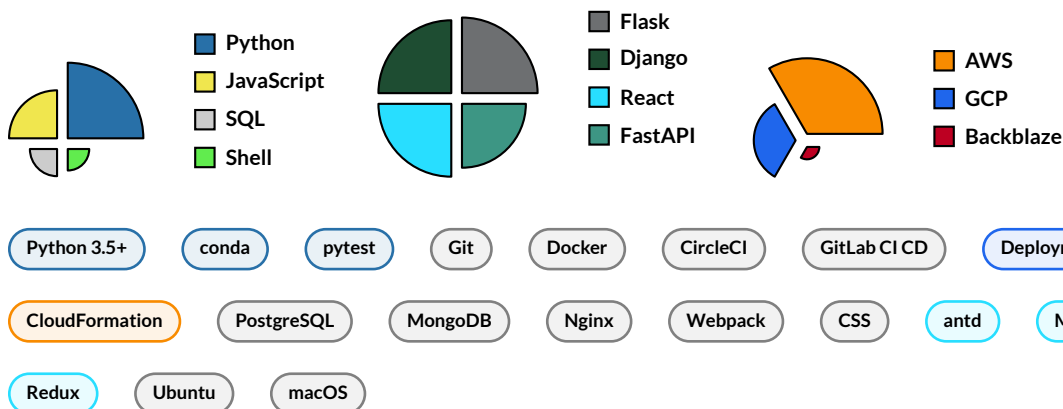 Python
JavaScript
SQL
Shell
Flask
Django
React
FastAPI
AWS
GCP
Backblaze
Python 3.5+ conda pytest Git Docker CircleCI GitLab CI CD
CloudFormation PostgreSQL MongoDB Nginx Webpack CSS antd
Redux Ubuntu macOS